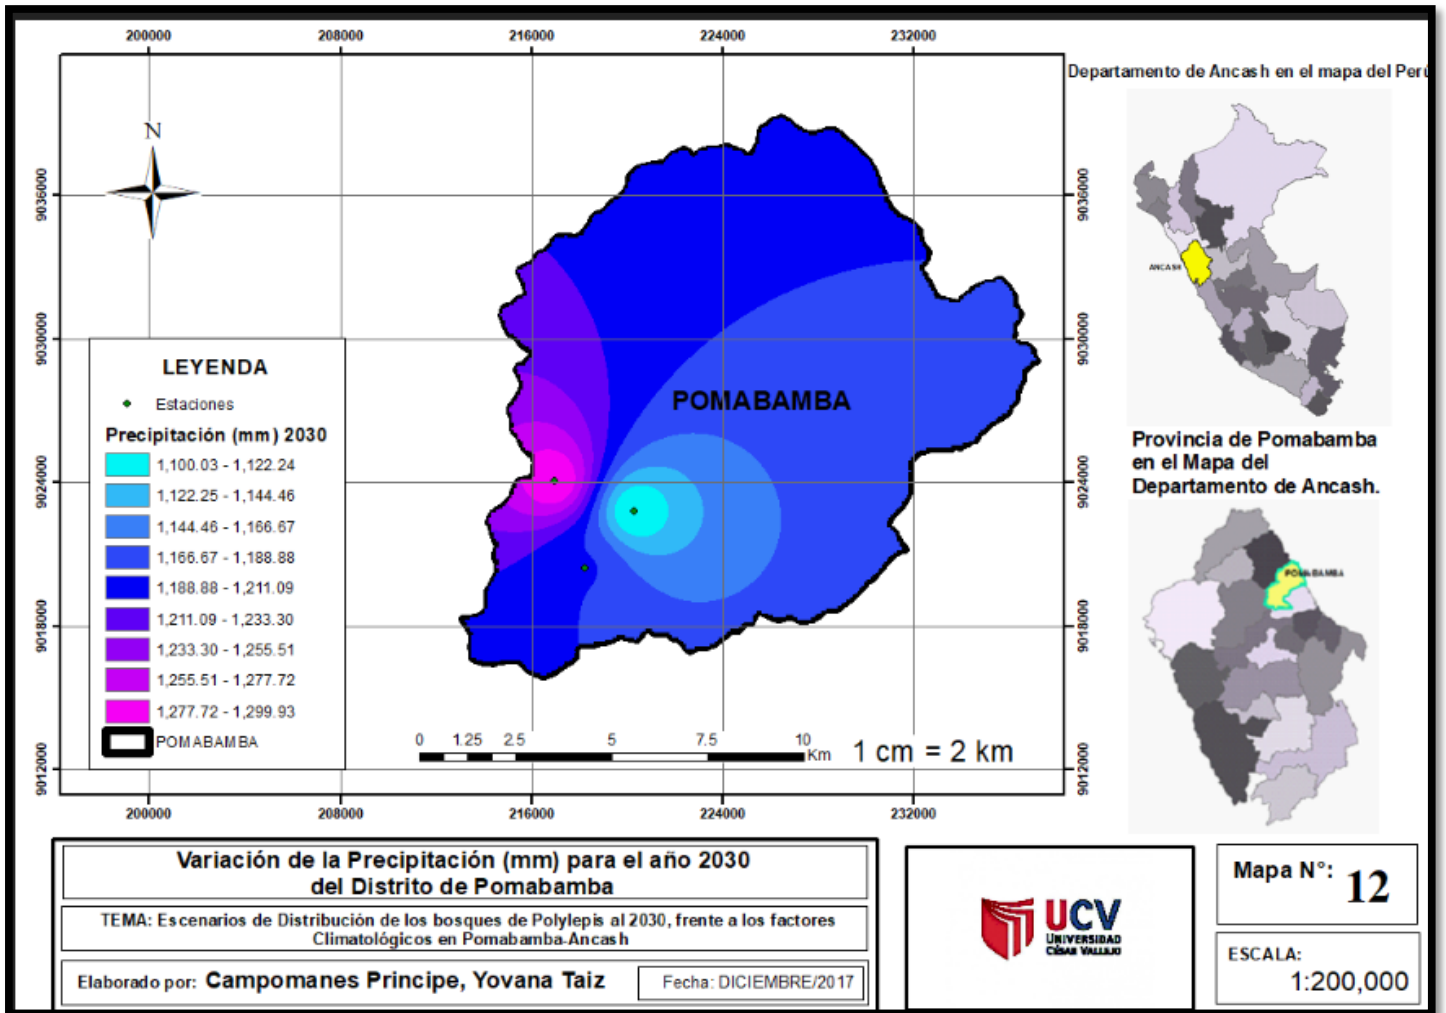 200000 208000 216000 224000 232000
Departamento de Ancash en el mapa del Perú
N
9036000 9036000
ANCASH
9030000 9030000
LEYENDA
Estaciones
Precipitación (mm) 2030
1,100.03 - 1,122.24
1,122.25 - 1,144.46
1,144.46 - 1,166.67
1,166.67 - 1,188.88
1,188.88 - 1,211.09
1,211.09 - 1,233.30
1,233.30 - 1,255.51
1,255.51 - 1,277.72
1,277.72 - 1,299.93
POMABAMBA
POMABAMBA
Provincia de Pomabamba
en el Mapa del
Departamento de Ancash.
9024000 9024000
POMABAMBA
9018000 9018000
0 1.25 2.5 5 7.5 10
Km
1 cm = 2 km
9012000 9012000
200000 208000 216000 224000 232000
Variación de la Precipitación (mm) para el año 2030
del Distrito de Pomabamba
TEMA: Escenarios de Distribución de los bosques de Polylepis al 2030, frente a los factores
Climatológicos en Pomabamba-Ancash
Elaborado por: Campomanes Principe, Yovana Taiz
Fecha: DICIEMBRE/2017
UCV
UNIVERSIDAD
CÉSAR VALLEJO
Mapa N°: 12
ESCALA:
1:200,000